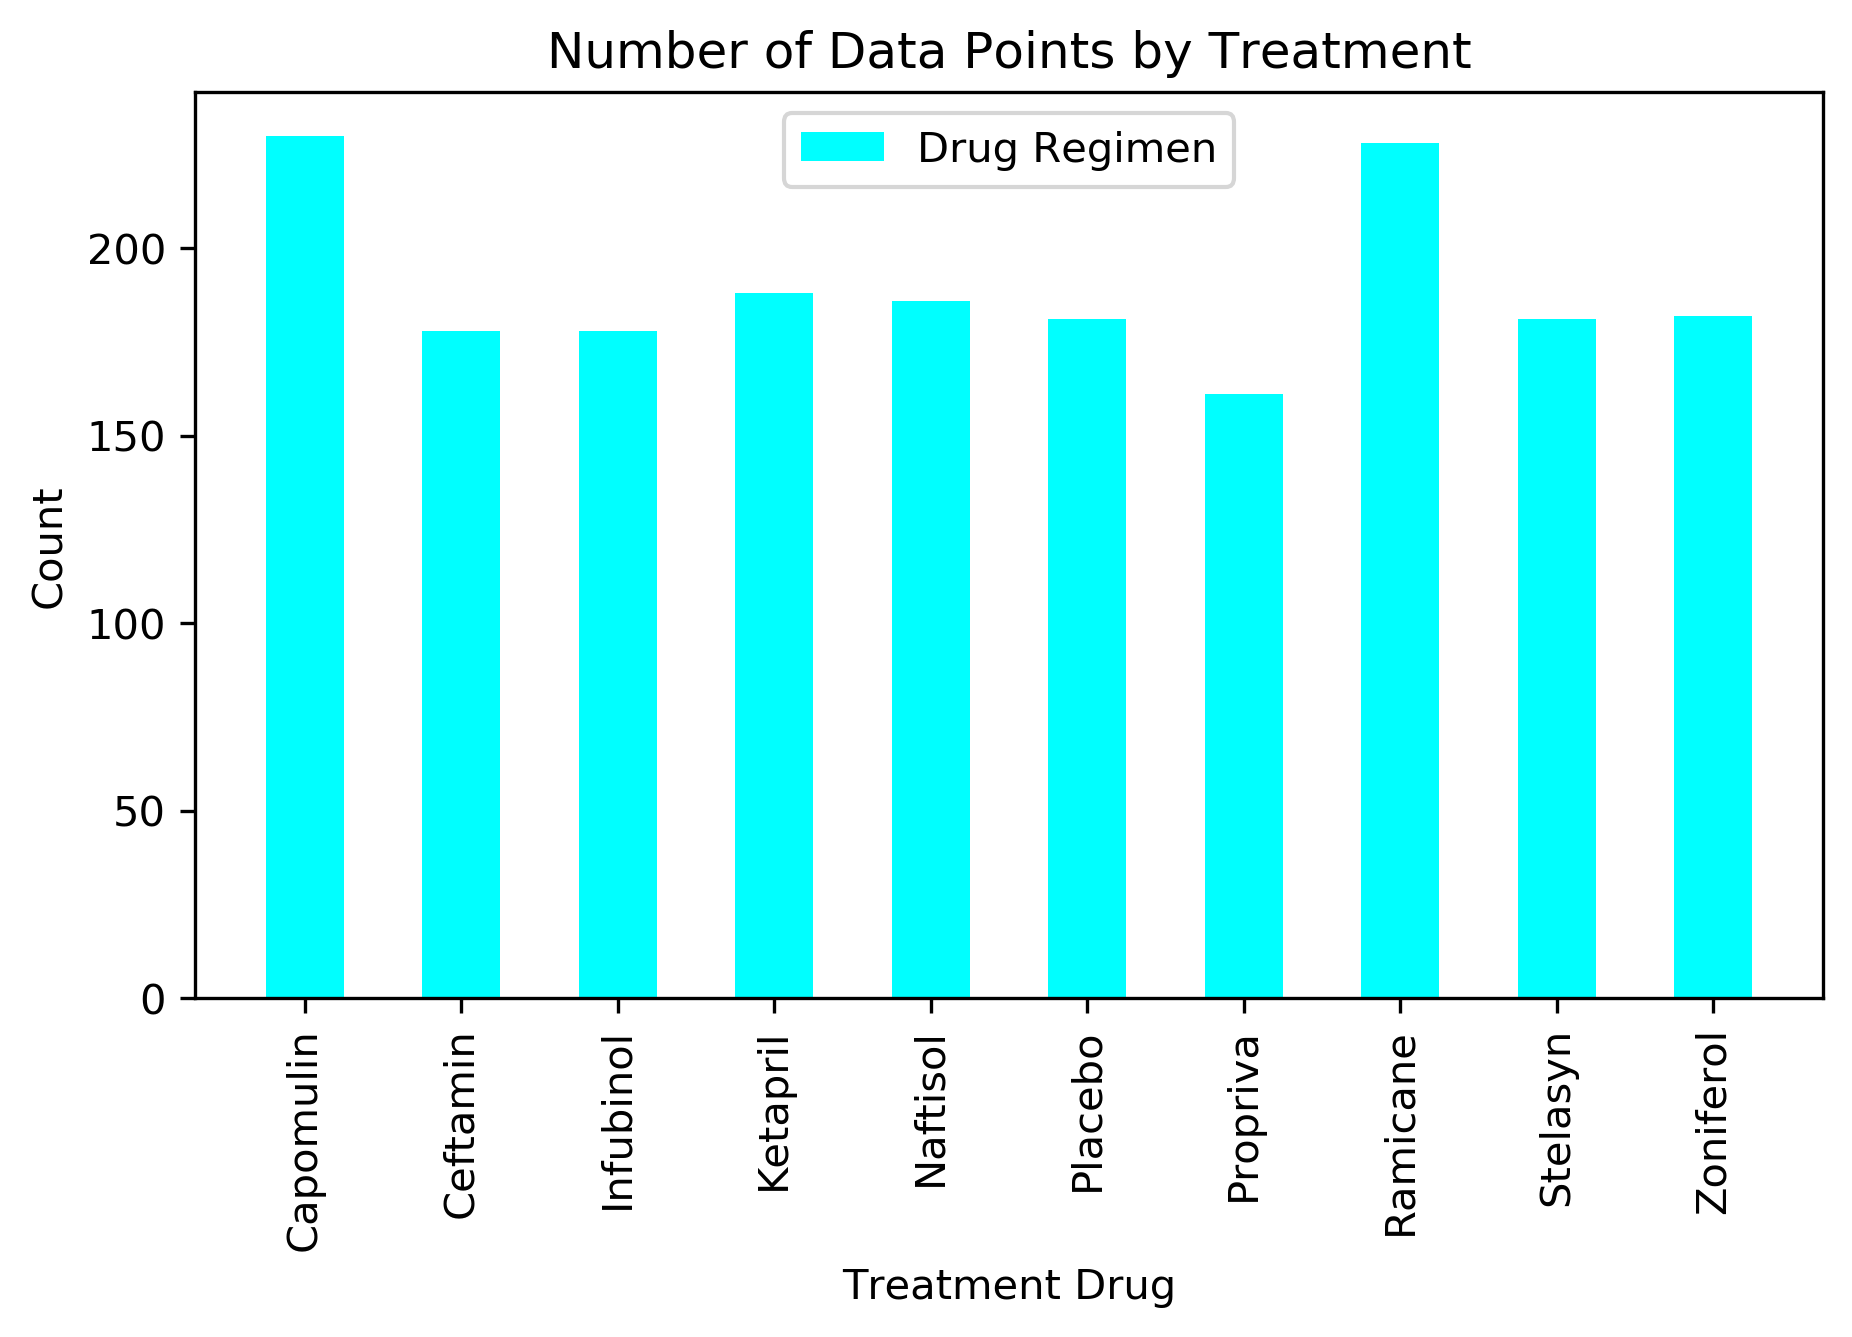 Number of Data Points by Treatment
Drug Regimen
200
150
100
50
0
Count
Capomulin
Ceftamin
Infubinol
Ketapril
Naftisol
Placebo
Propriva
Ramicane
Stelasyn
Zoniferol
Treatment Drug